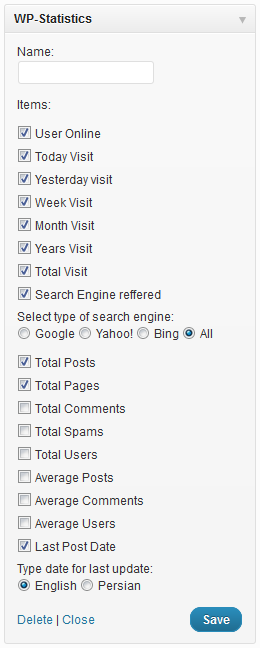 WP-Statistics
Name:
Items:
User Online
Today Visit
Yesterday visit
Week Visit
Month Visit
Years Visit
Total Visit
Search Engine reffered
Select type of search engine:
Google Yahoo! Bing All
Total Posts
Total Pages
Total Comments
Total Spams
Total Users
Average Posts
Average Comments
Average Users
Last Post Date
Type date for last update:
English Persian
Delete | Close Save